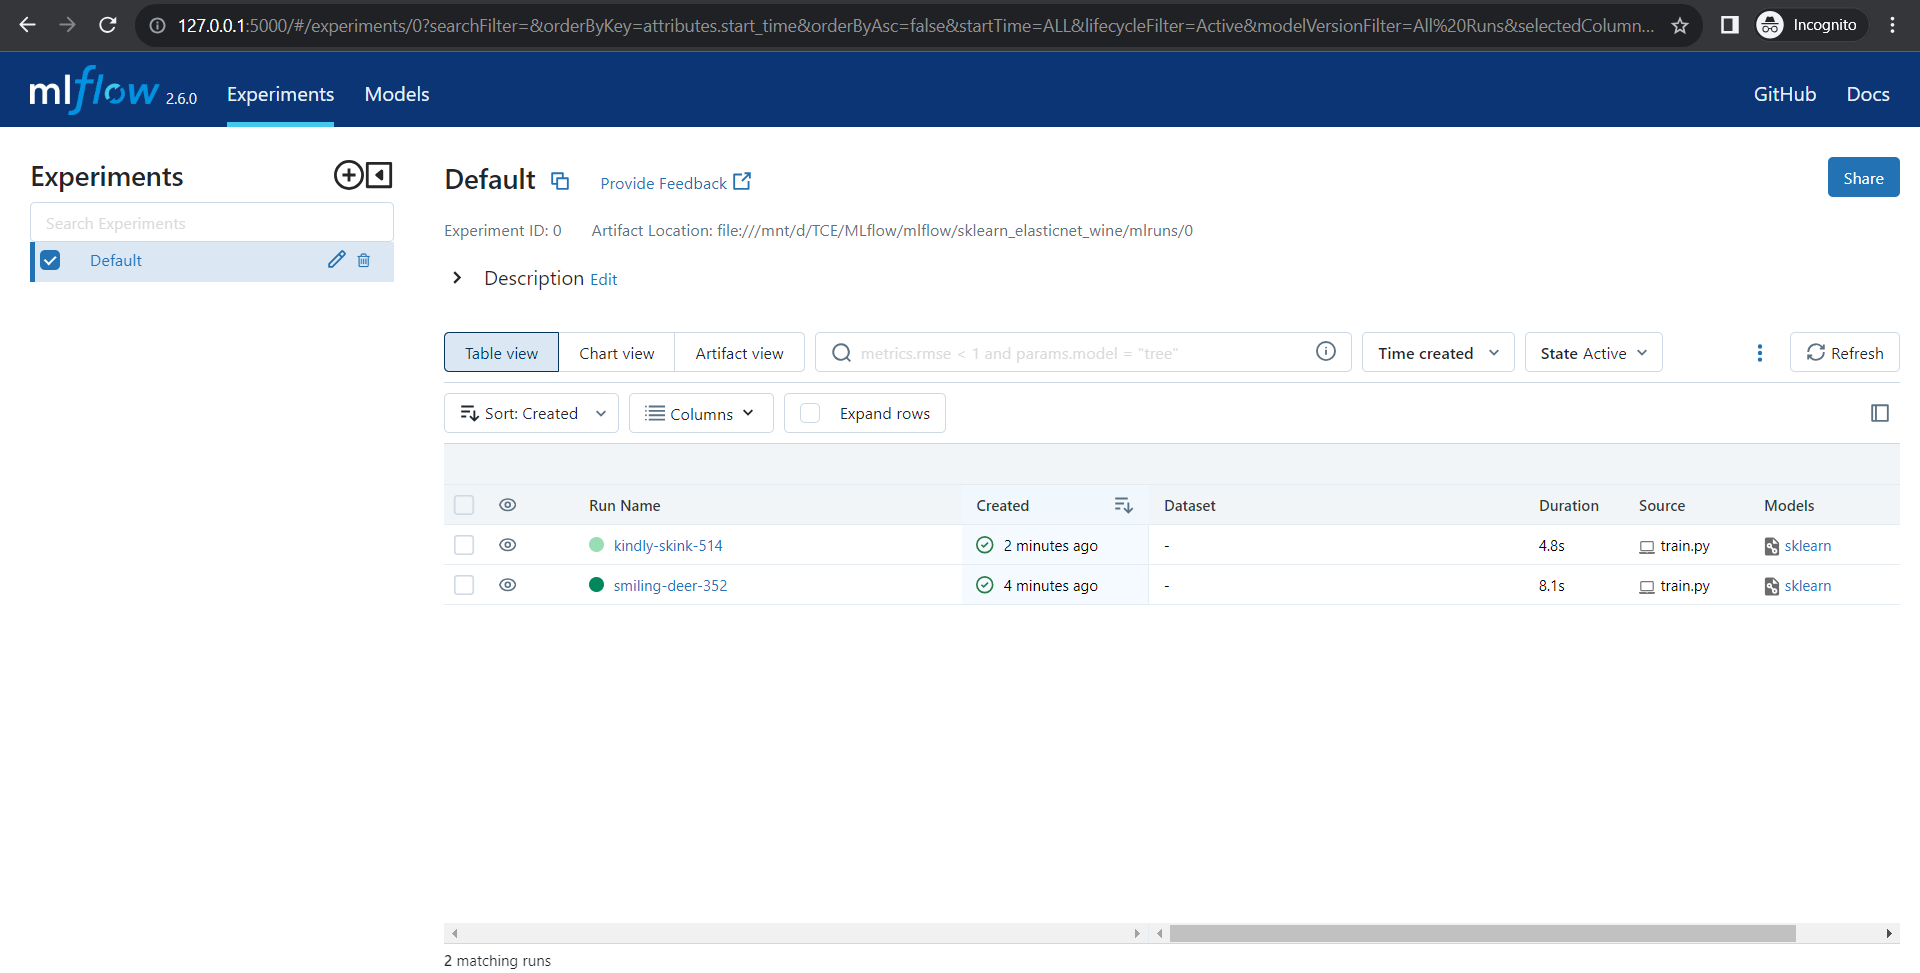 127.0.0.1:5000/#/experiments/0?searchFilter=&orderByKey=attributes.start_time&orderByAsc=false&startTime=ALL&lifecycleFilter=Active&modelVersionFilter=All%20Runs&selectedColumn...
Incognito
mlflow 2.6.0 Experiments Models GitHub Docs
Experiments
Search Experiments
Default
Default Provide Feedback Share
Experiment ID: 0 Artifact Location: file:///mnt/d/TCE/MLflow/mlflow/sklearn_elasticnet_wine/mlruns/0
Description Edit
Table view Chart view Artifact view metrics.rmse < 1 and params.model = "tree" Time created State Active Refresh
Sort: Created Columns Expand rows
Run Name Created Dataset Duration Source Models
kindly-skink-514 2 minutes ago - 4.8s train.py sklearn
smiling-deer-352 4 minutes ago - 8.1s train.py sklearn
2 matching runs